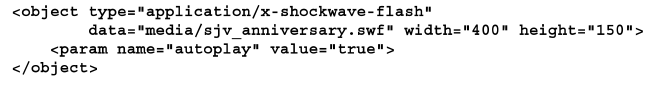 <object type="application/x-shockwave-flash"
data="media/sjv_anniversary.swf" width="400" height="150">
<param name="autoplay" value="true">
</object>